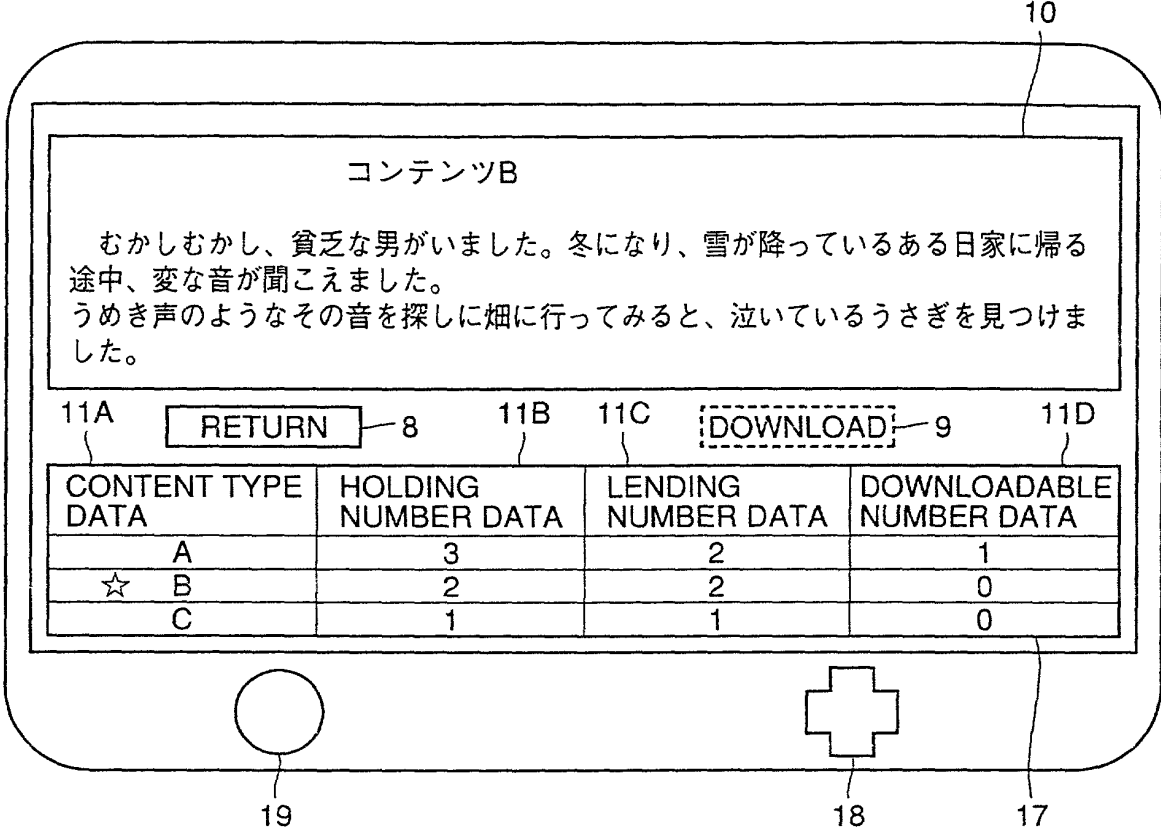 10
コンテンツB
むかしむかし、貧乏な男がいました。冬になり、雪が降っているある日家に帰る
途中、変な音が聞こえました。
うめき声のようなその音を探しに畑に行ってみると、泣いているうさぎを見つけま
した。
11A RETURN 8 11B 11C DOWNLOAD 9 11D
CONTENT TYPE HOLDING LENDING DOWNLOADABLE
DATA NUMBER DATA NUMBER DATA NUMBER DATA
A 3 2 1
☆ B 2 2 0
C 1 1 0
19 18 17